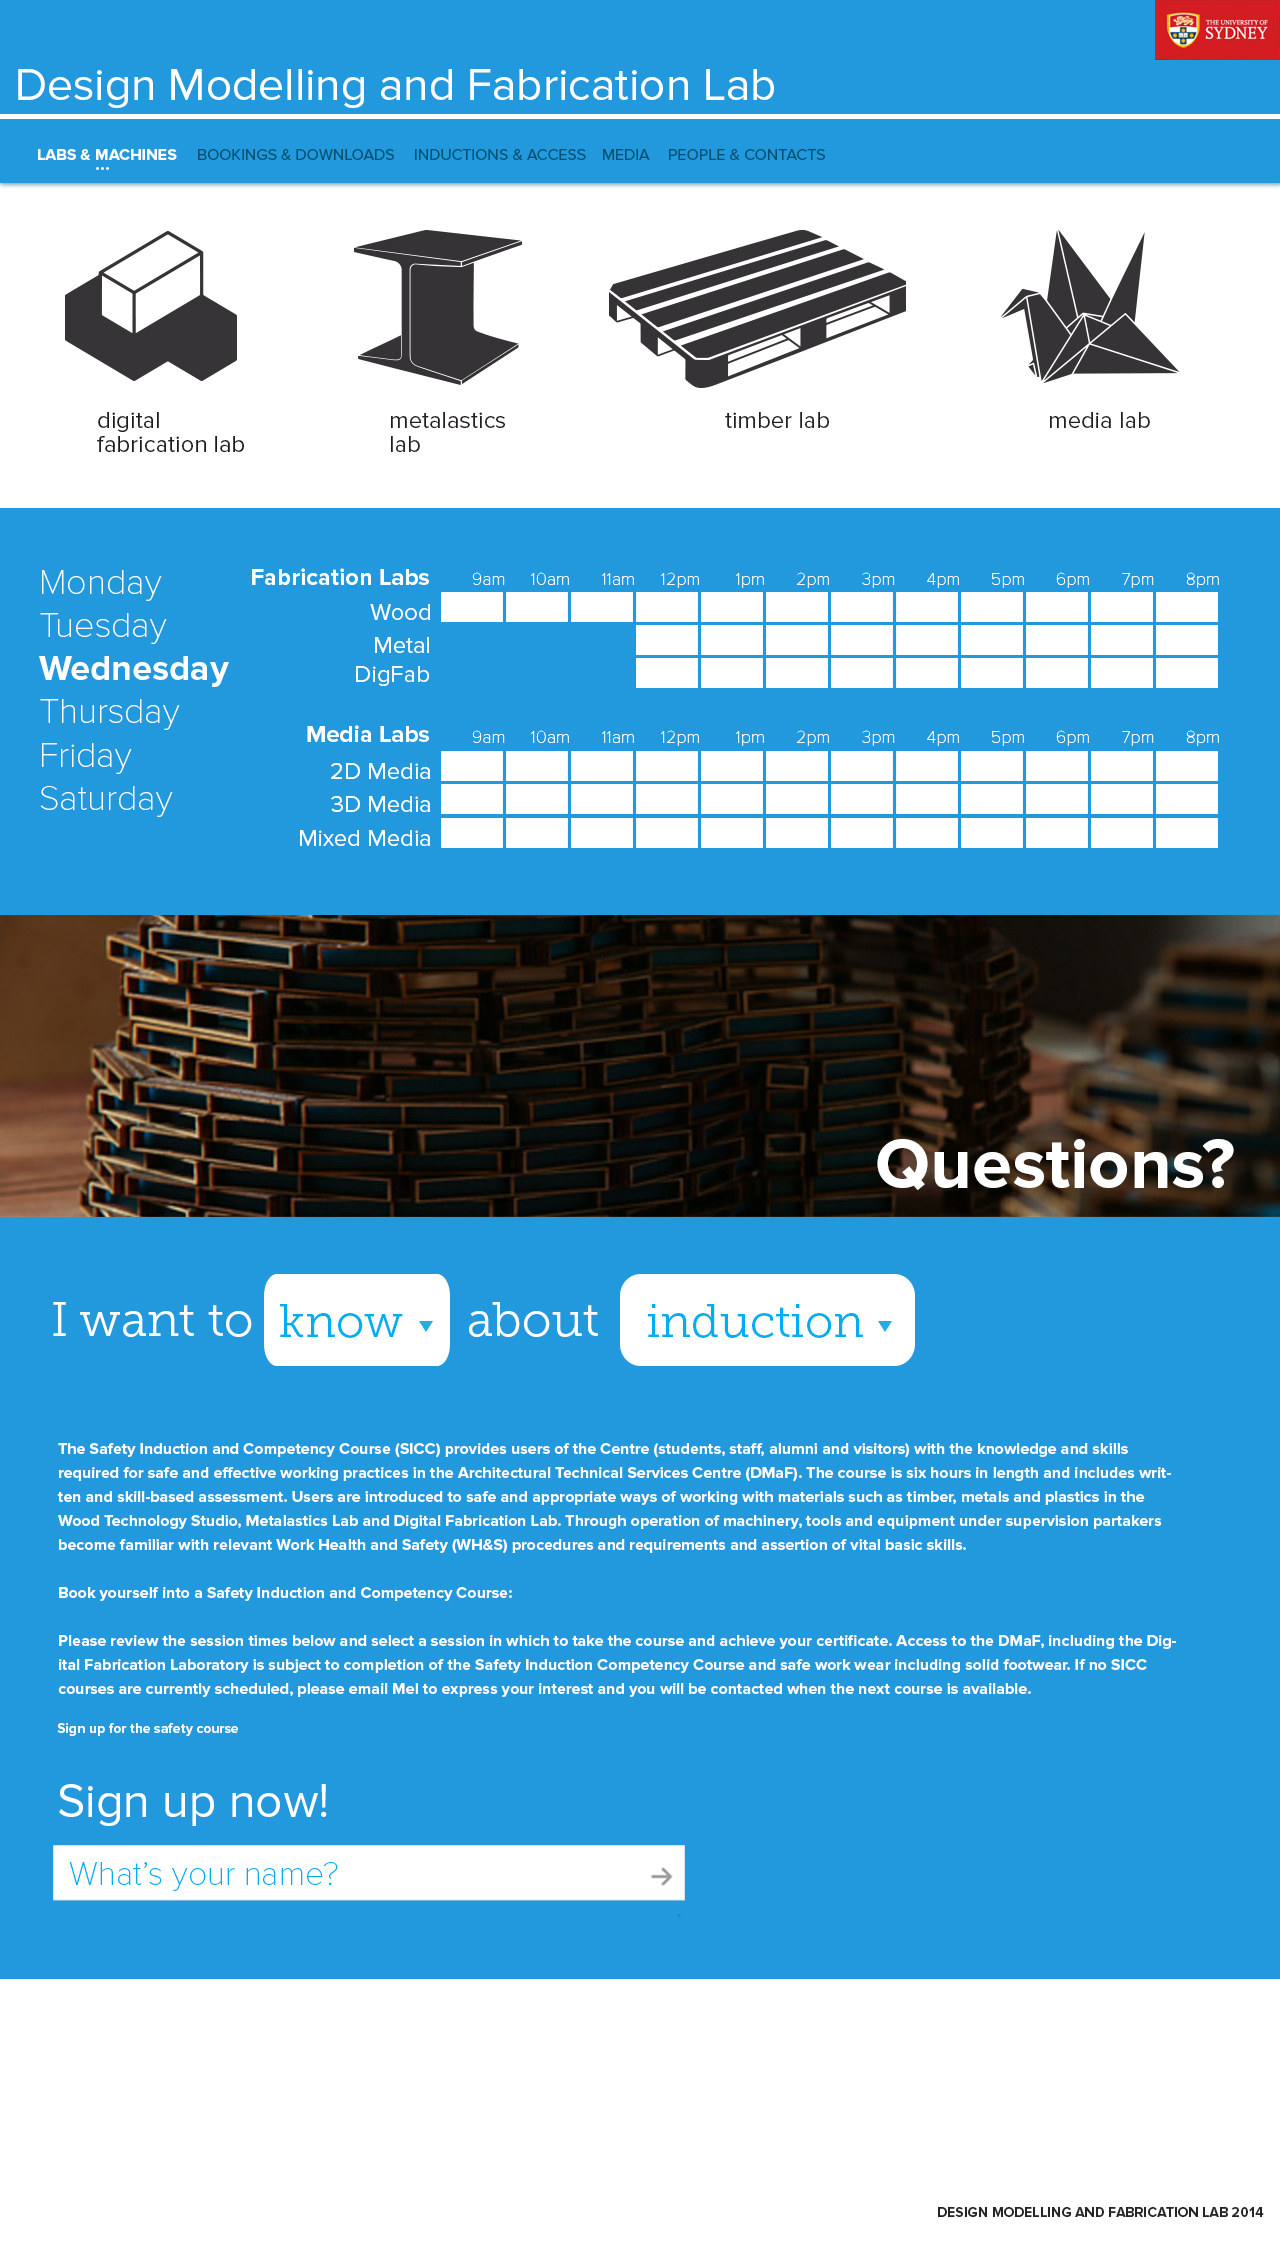 THE UNIVERSITY OF
SYDNEY
Design Modelling and Fabrication Lab
LABS & MACHINES BOOKINGS & DOWNLOADS INDUCTIONS & ACCESS MEDIA PEOPLE & CONTACTS
digital
fabrication lab
metalastics
lab
timber lab
media lab
Monday
Tuesday
Wednesday
Thursday
Friday
Saturday
Fabrication Labs 9am 10am 11am 12pm 1pm 2pm 3pm 4pm 5pm 6pm 7pm 8pm
Wood
Metal
DigFab
Media Labs 9am 10am 11am 12pm 1pm 2pm 3pm 4pm 5pm 6pm 7pm 8pm
2D Media
3D Media
Mixed Media
Questions?
I want to know about induction
The Safety Induction and Competency Course (SICC) provides users of the Centre (students, staff, alumni and visitors) with the knowledge and skills
required for safe and effective working practices in the Architectural Technical Services Centre (DMaF). The course is six hours in length and includes writ-
ten and skill-based assessment. Users are introduced to safe and appropriate ways of working with materials such as timber, metals and plastics in the
Wood Technology Studio, Metalastics Lab and Digital Fabrication Lab. Through operation of machinery, tools and equipment under supervision partakers
become familiar with relevant Work Health and Safety (WH&S) procedures and requirements and assertion of vital basic skills.
Book yourself into a Safety Induction and Competency Course:
Please review the session times below and select a session in which to take the course and achieve your certificate. Access to the DMaF, including the Dig-
ital Fabrication Laboratory is subject to completion of the Safety Induction Competency Course and safe work wear including solid footwear. If no SICC
courses are currently scheduled, please email Mel to express your interest and you will be contacted when the next course is available.
Sign up for the safety course
Sign up now!
What's your name?
DESIGN MODELLING AND FABRICATION LAB 2014